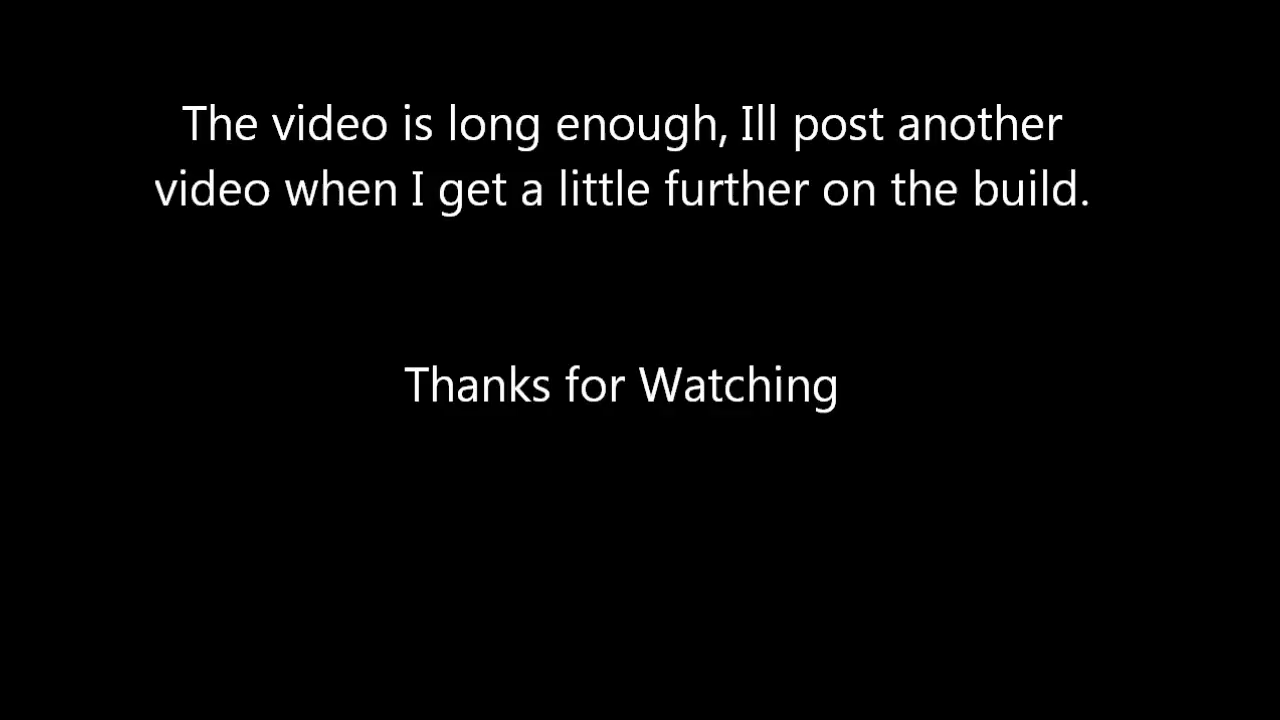 The video is long enough, Ill post another
video when I get a little further on the build.
Thanks for Watching